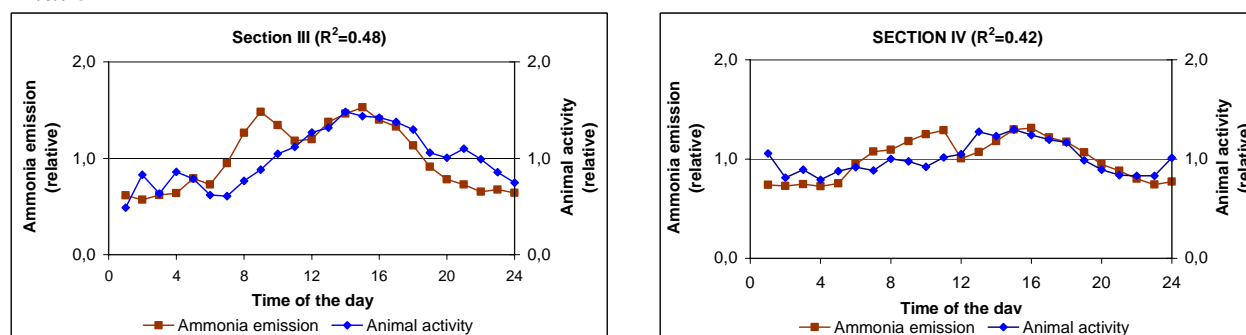 Section III (R²=0.48)
2,0
1,0
0,0
2,0
1,0
0,0
Ammonia emission
(relative)
Animal activity
(relative)
0 4 8 12 16 20 24
Time of the day
Ammonia emission Animal activity
SECTION IV (R²=0.42)
2,0
1,0
0,0
2,0
1,0
0,0
Ammonia emission
(relative)
Animal activity
(relative)
0 4 8 12 16 20 24
Time of the day
Ammonia emission Animal activity